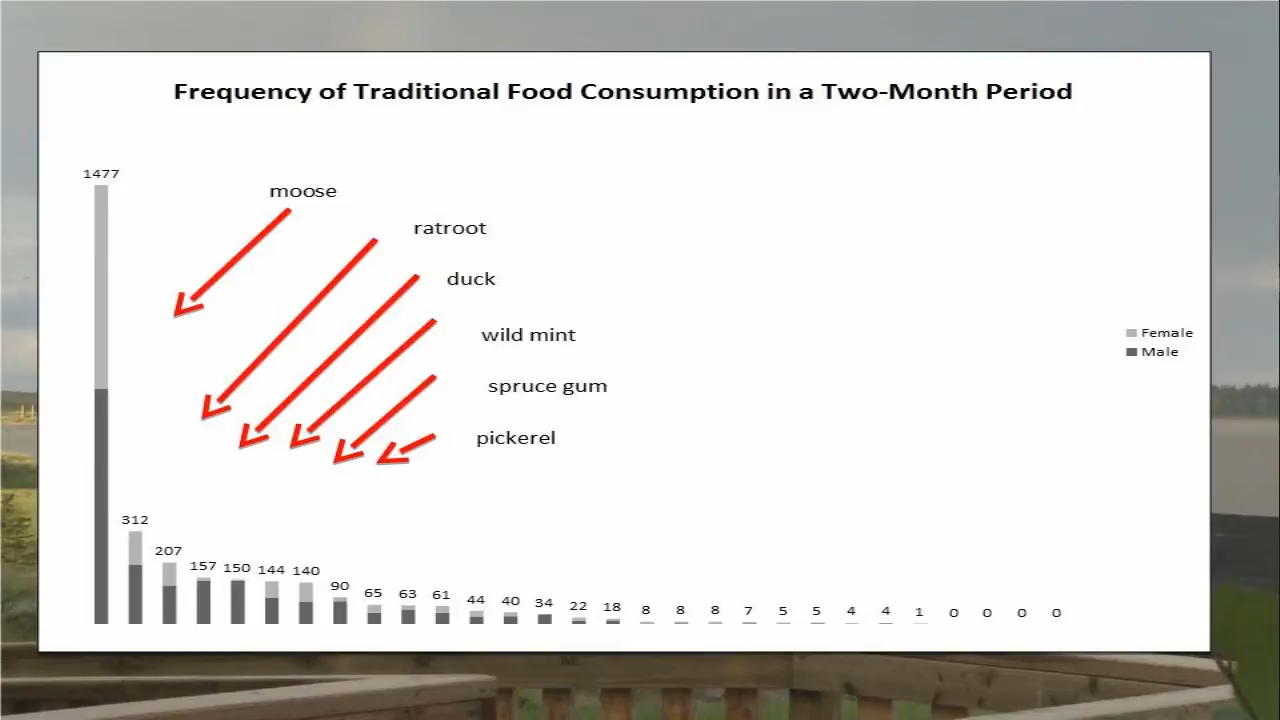 Frequency of Traditional Food Consumption in a Two-Month Period
1477
moose
ratroot
duck
wild mint
spruce gum
pickerel
Female
Male
312
207
157 150 144 140
90
65 63 61 44 40 34 22 18 8 8 8 7 5 5 4 4 1 0 0 0 0